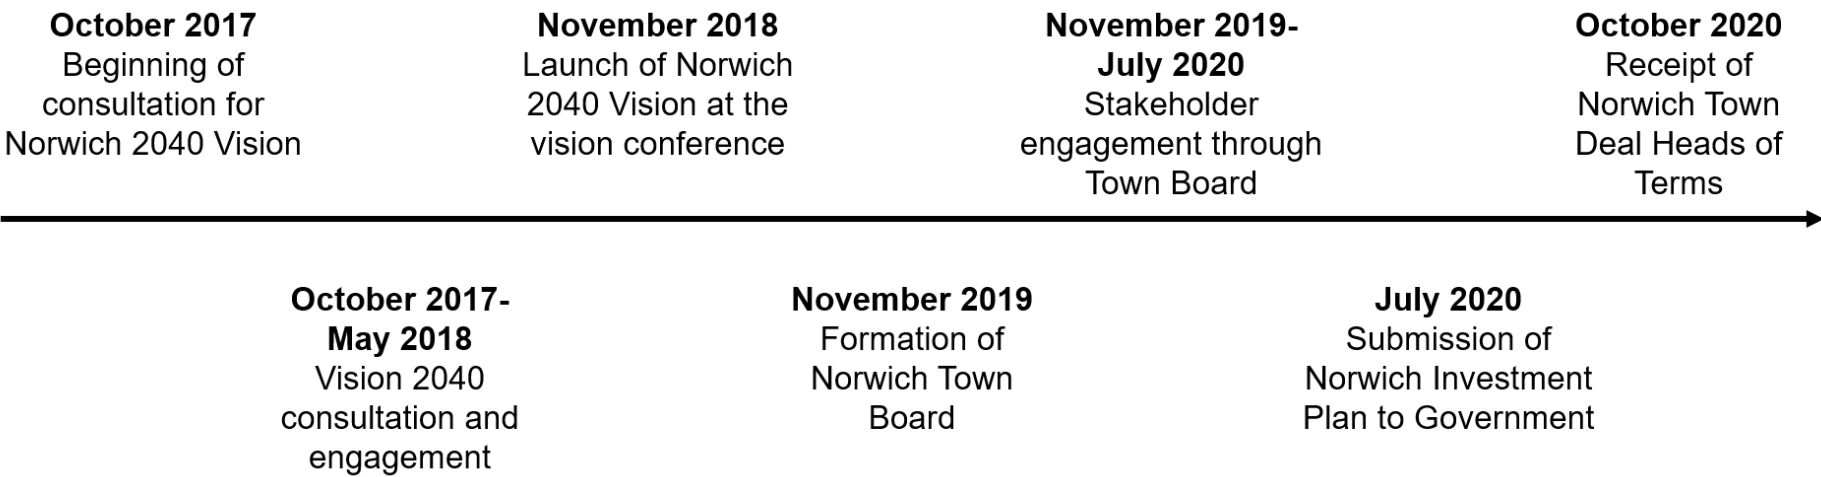 October 2017
Beginning of
consultation for
Norwich 2040 Vision
October 2017-
May 2018
Vision 2040
consultation and
engagement
November 2018
Launch of Norwich
2040 Vision at the
vision conference
November 2019
Formation of
Norwich Town
Board
November 2019-
July 2020
Stakeholder
engagement through
Town Board
July 2020
Submission of
Norwich Investment
Plan to Government
October 2020
Receipt of
Norwich Town
Deal Heads of
Terms